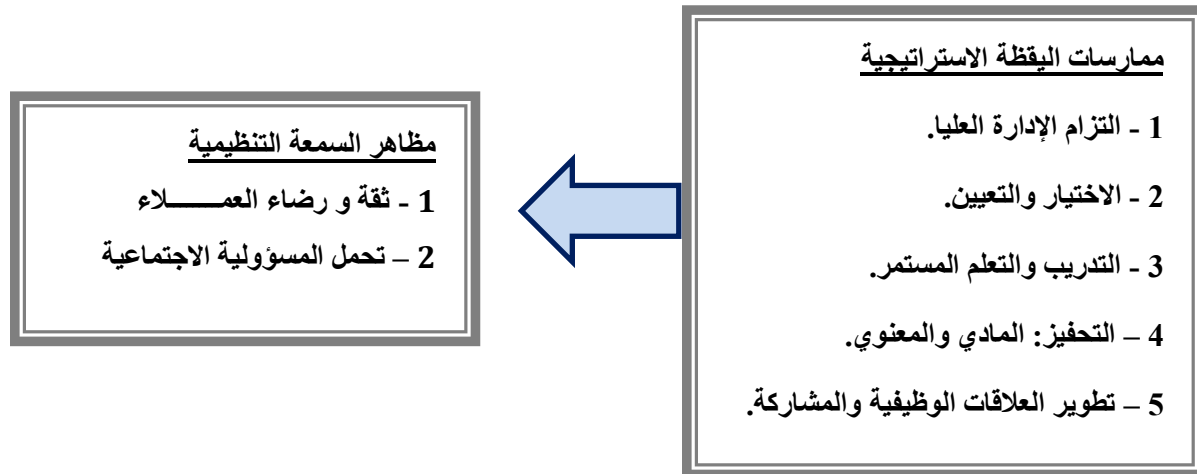 ممارسات اليقظة الاستراتيجية
1 - التزام الإدارة العليا.
2 - الاختيار والتعيين.
3 - التدريب والتعلم المستمر.
4 – التحفيز: المادي والمعنوي.
5 – تطوير العلاقات الوظيفية والمشاركة.
مظاهر السمعة التنظيمية
1 - ثقة و رضاء العمـــــــلاء
2 – تحمل المسؤولية الاجتماعية